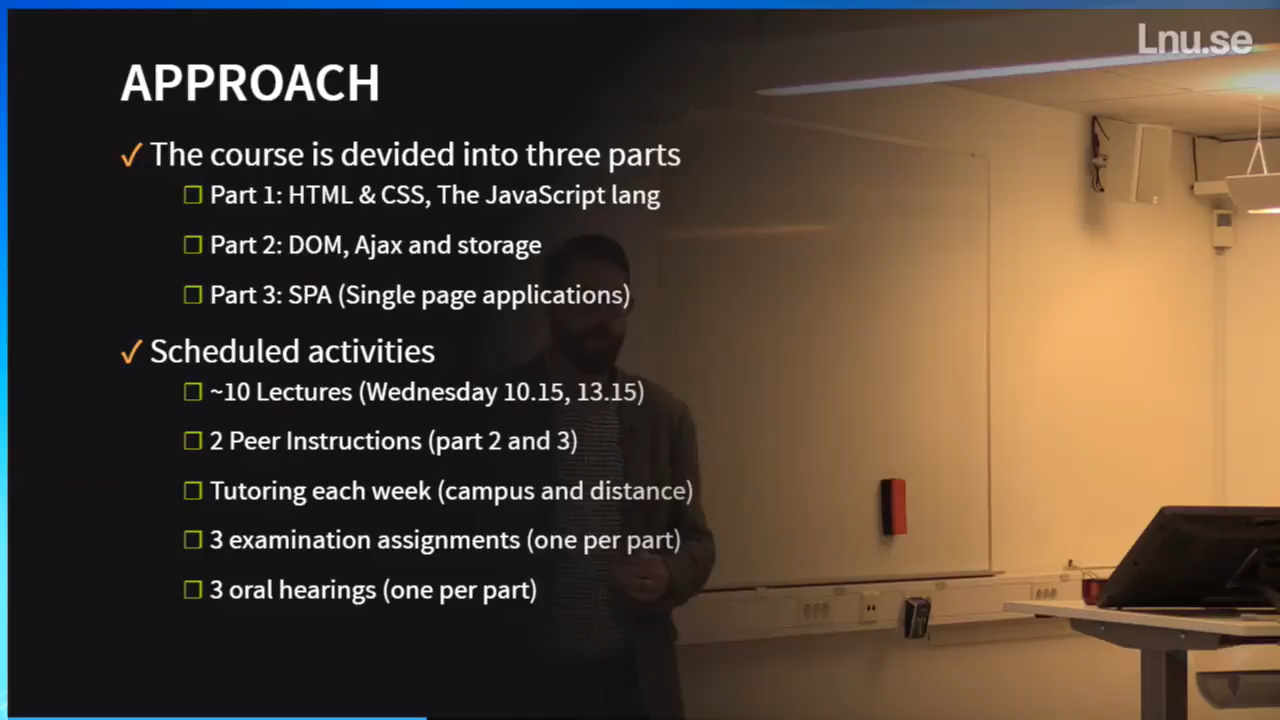 Lnu.se
APPROACH
✓ The course is devided into three parts
❒ Part 1: HTML & CSS, The JavaScript lang
❒ Part 2: DOM, Ajax and storage
❒ Part 3: SPA (Single page applications)
✓ Scheduled activities
❒ ~10 Lectures (Wednesday 10.15, 13.15)
❒ 2 Peer Instructions (part 2 and 3)
❒ Tutoring each week (campus and distance)
❒ 3 examination assignments (one per part)
❒ 3 oral hearings (one per part)